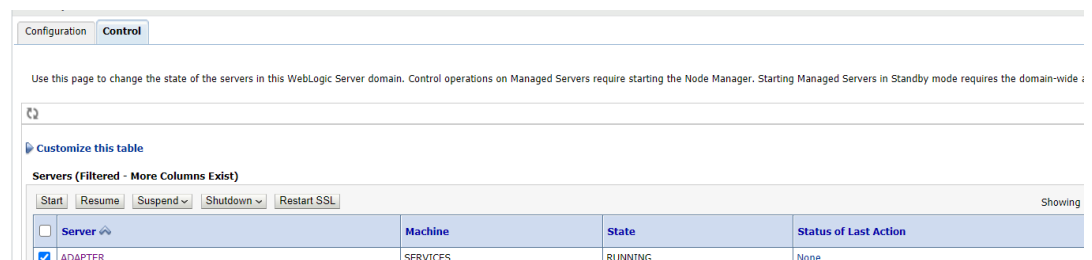 Configuration Control
Use this page to change the state of the servers in this WebLogic Server domain. Control operations on Managed Servers require starting the Node Manager. Starting Managed Servers in Standby mode requires the domain-wide
Customize this table
Servers (Filtered - More Columns Exist)
Start Resume Suspend Shutdown Restart SSL Showing
Server Machine State Status of Last Action
ADAPTER SERVICES RUNNING None